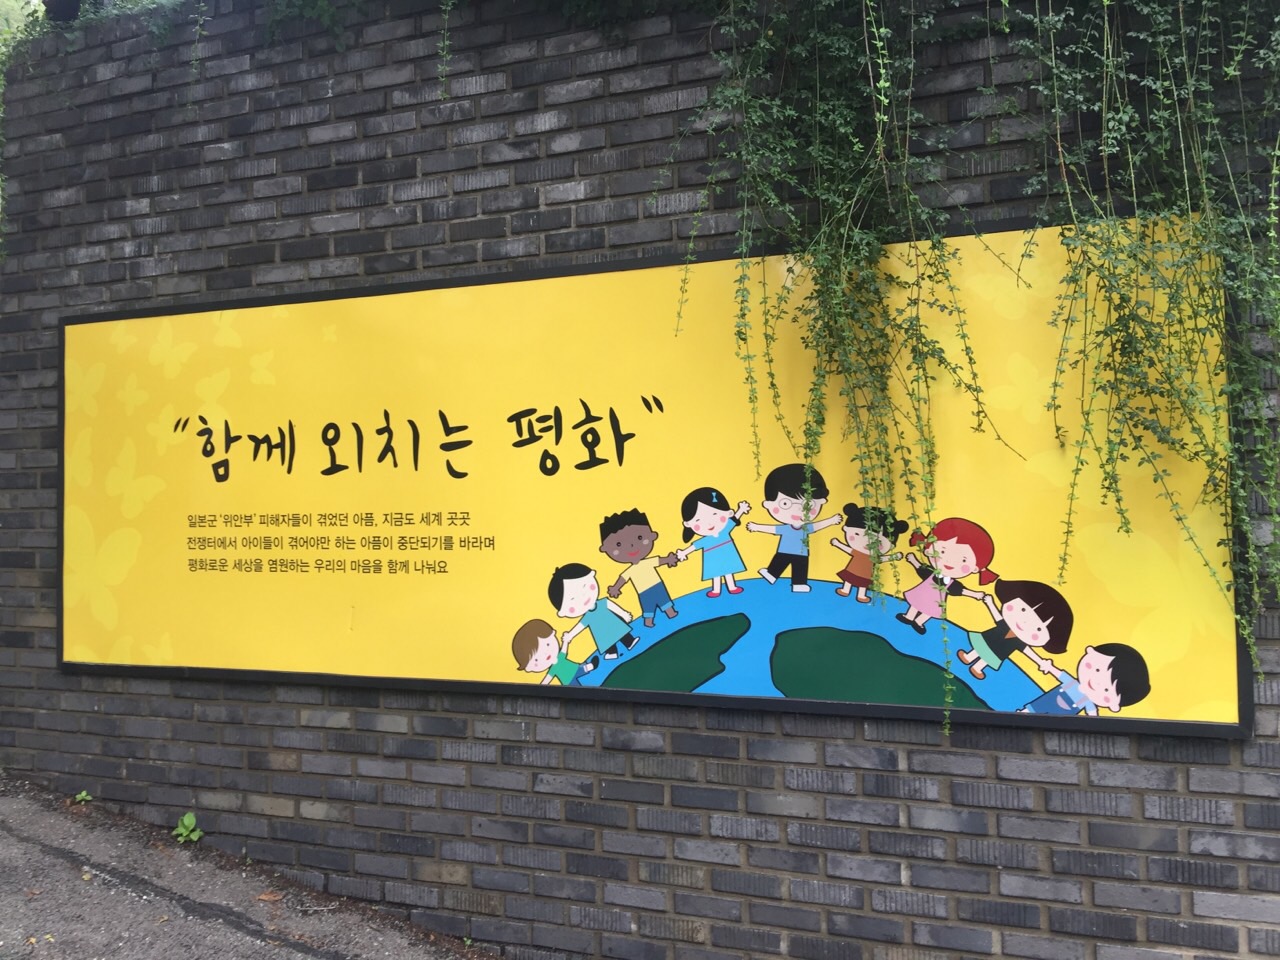 "함께 외치는 평화"
일본군 '위안부' 피해자들이 겪었던 아픔, 지금도 세계 곳곳
전쟁터에서 아이들이 겪어야만 하는 아픔이 중단되기를 바라며
평화로운 세상을 염원하는 우리의 마음을 함께 나눠요